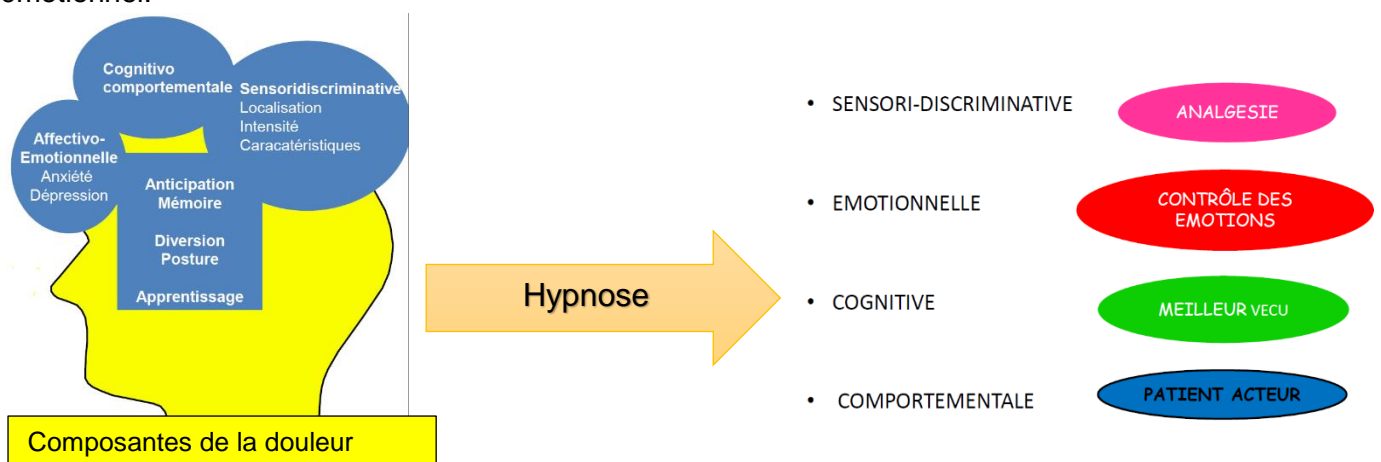 émotionnel.
Cognitivo
comportementale
Sensoridiscriminative
Localisation
Intensité
Caracatéristiques
Affectivo-
Emotionnelle
Anxiété
Dépression
Anticipation
Mémoire
Diversion
Posture
Apprentissage
Composantes de la douleur
Hypnose
• SENSORI-DISCRIMINATIVE
ANALGESIE
• EMOTIONNELLE
CONTRÔLE DES
EMOTIONS
• COGNITIVE
MEILLEUR VECU
• COMPORTEMENTALE
PATIENT ACTEUR